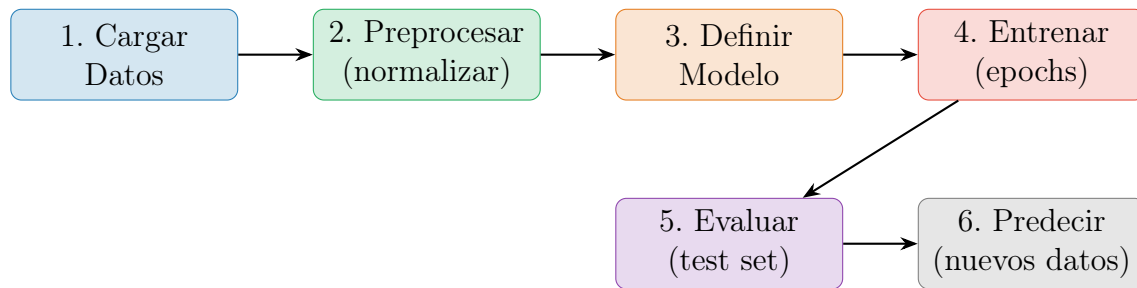 1. Cargar
Datos
2. Preprocesar
(normalizar)
3. Definir
Modelo
4. Entrenar
(epochs)
5. Evaluar
(test set)
6. Predecir
(nuevos datos)